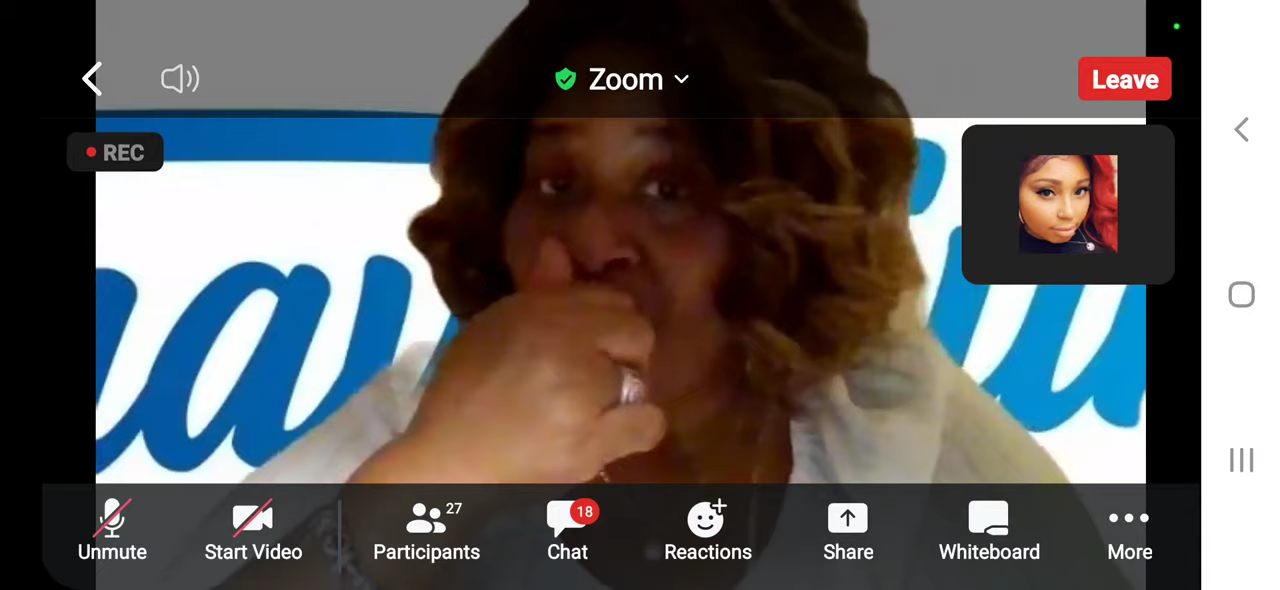 Zoom
Leave
REC
27
18
Unmute
Start Video
Participants
Chat
Reactions
Share
Whiteboard
More